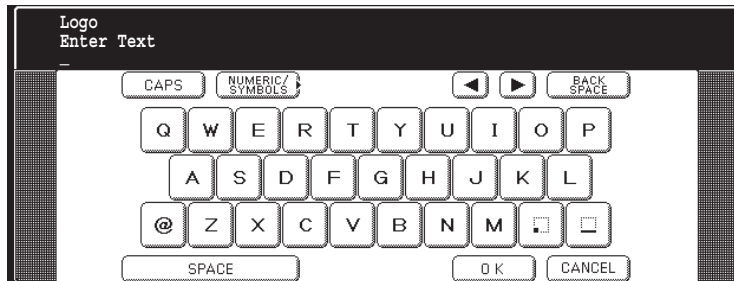 Logo
Enter Text
_
CAPS NUMERIC/ SYMBOLS BACK SPACE
Q W E R T Y U I O P
A S D F G H J K L
@ Z X C V B N M . _
SPACE OK CANCEL